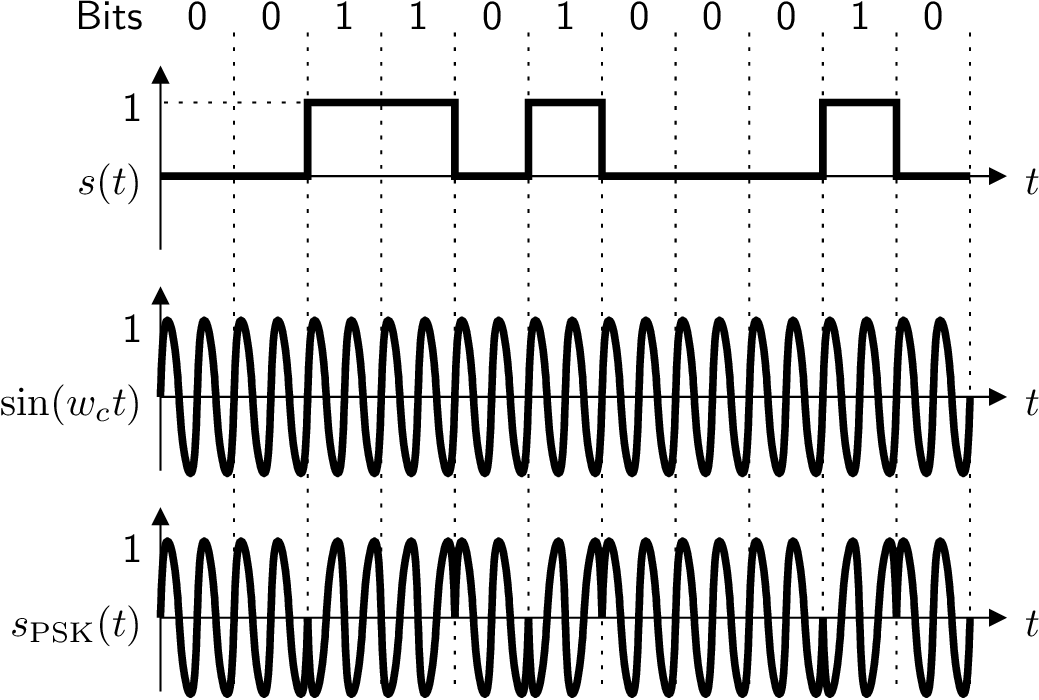 Bits 0 0 1 1 0 1 0 0 0 1 0
1
s(t) t
1
sin(w_c t) t
1
s_PSK(t) t